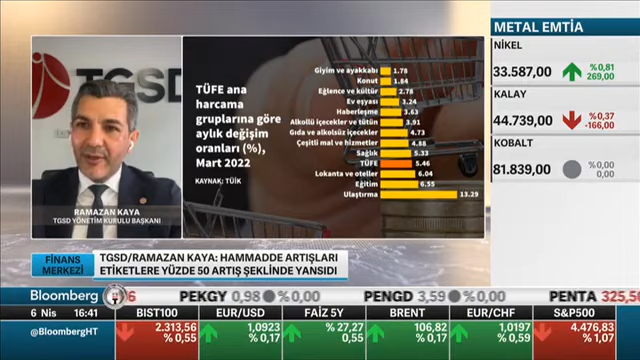 TGSD
TÜFE ana
harcama
gruplarına göre
aylık değişim
oranları (%),
Mart 2022
KAYNAK: TÜİK
Giyim ve ayakkabı 1.78
Konut 1.84
Eğlence ve kültür 2.78
Ev eşyası 3.24
Haberleşme 3.63
Alkollü içecekler ve tütün 3.91
Gıda ve alkolsüz içecekler 4.73
Çeşitli mal ve hizmetler 4.88
Sağlık 5.33
TÜFE 5.46
Lokanta ve oteller 6.04
Eğitim 6.55
Ulaştırma 13.29
RAMAZAN KAYA
TGSD YÖNETİM KURULU BAŞKANI
METAL EMTİA
NİKEL
33.587,00 %0,81
269,00
KALAY
44.739,00 %0,37
-166,00
KOBALT
81.839,00 %0,00
0,00
FİNANS
MERKEZİ
TGSD/RAMAZAN KAYA: HAMMADDE ARTIŞLARI
ETİKETLERE YÜZDE 50 ARTIŞ ŞEKLİNDE YANSIDI
Bloomberg HT 6 PEKGY 0,98 %0,00 PENGD 3,59 %0,00 PENTA 325,50
6 Nis 16:41 BIST100 EUR/USD FAİZ 5Y BRENT EUR/CHF S&P500
@BloombergHT 2.313,56 1,0923 % 27,27 106,82 1,0197 4.476,83
% 0,55 % 0,17 0,55 % 0,17 % 0,59 % 1,07